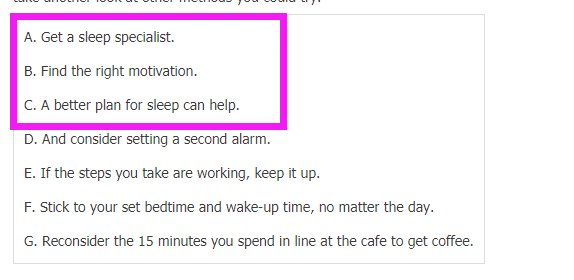 take another look at other methods you could try.
A. Get a sleep specialist.
B. Find the right motivation.
C. A better plan for sleep can help.
D. And consider setting a second alarm.
E. If the steps you take are working, keep it up.
F. Stick to your set bedtime and wake-up time, no matter the day.
G. Reconsider the 15 minutes you spend in line at the cafe to get coffee.